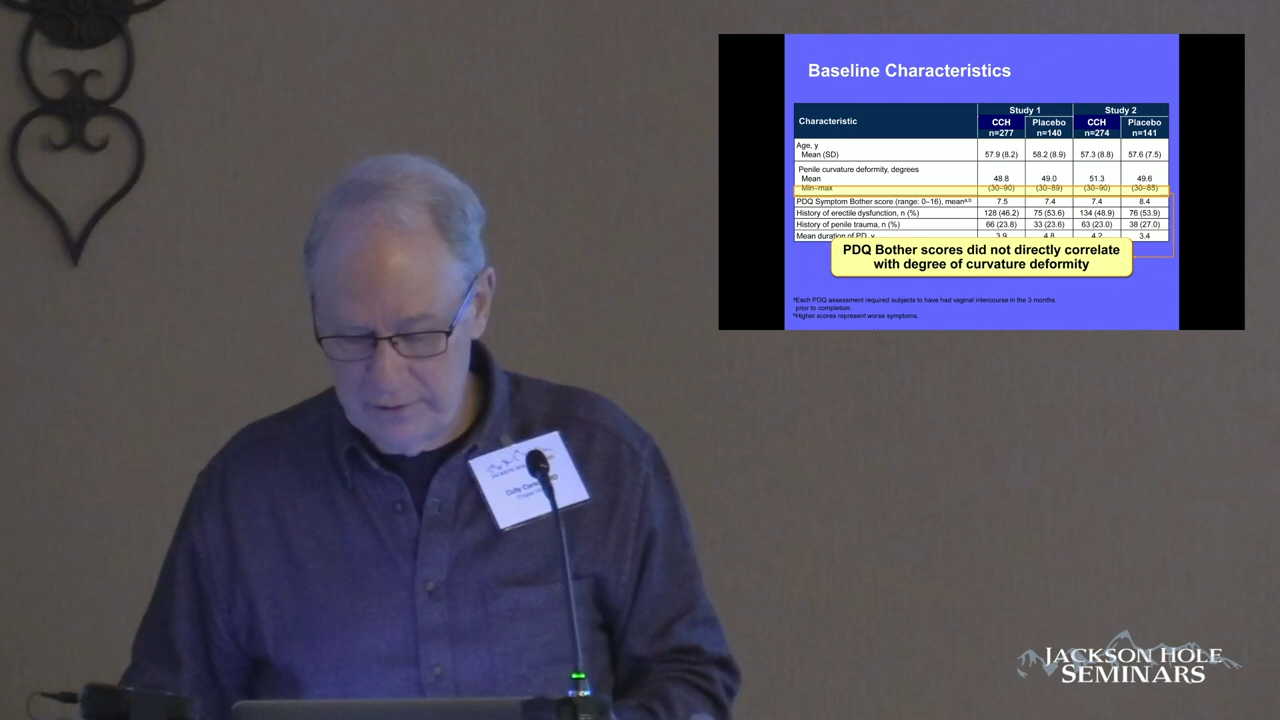 Baseline Characteristics
Characteristic
Study 1
Study 2
CCH
n=277
Placebo
n=140
CCH
n=274
Placebo
n=141
Age, y
Mean (SD)
57.9 (8.2)
58.2 (8.9)
57.3 (8.8)
57.6 (7.5)
Penile curvature deformity, degrees
Mean
48.8
49.0
51.3
49.6
Min–max
(30–90)
(30–89)
(30–90)
(30–85)
PDQ Symptom Bother score (range: 0–16), meanᵃ,ᵇ
7.5
7.4
7.4
8.4
History of erectile dysfunction, n (%)
128 (46.2)
75 (53.6)
134 (48.9)
76 (53.9)
History of penile trauma, n (%)
66 (23.8)
33 (23.6)
63 (23.0)
38 (27.0)
Mean duration of PD, y
3.9
4.8
4.2
3.4
PDQ Bother scores did not directly correlate
with degree of curvature deformity
ᵃEach PDQ assessment required subjects to have had vaginal intercourse in the 3 months
prior to completion.
ᵇHigher scores represent worse symptoms.
Cully
JACKSON HOLE
SEMINARS